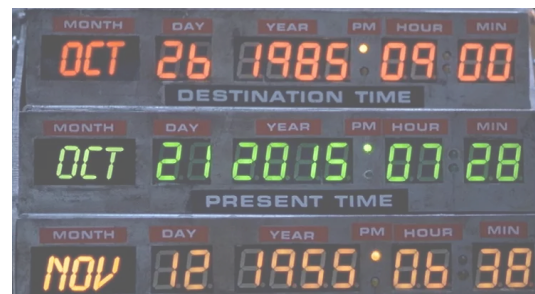 MONTH DAY YEAR PM HOUR MIN
OCT 26 1985 09 00
DESTINATION TIME
MONTH DAY YEAR PM HOUR MIN
OCT 21 2015 07 28
PRESENT TIME
MONTH DAY YEAR PM HOUR MIN
NOV 12 1955 06 38